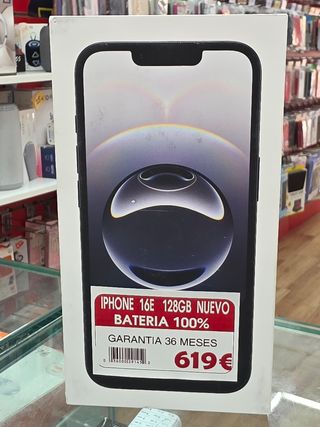 IPHONE 16E 128GB NUEVO
BATERIA 100%
GARANTIA 36 MESES
619€